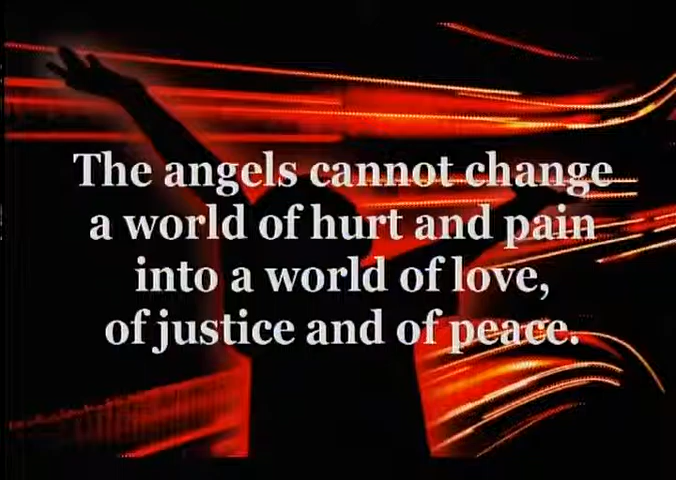 The angels cannot change
a world of hurt and pain
into a world of love,
of justice and of peace.